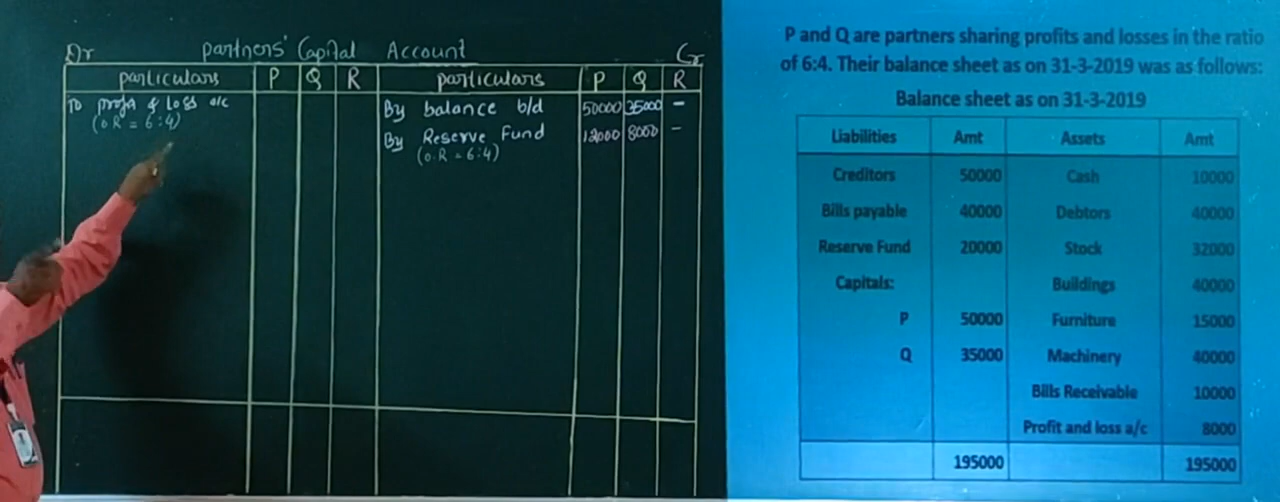 Dr Partners' Capital Account Cr
particulars P Q R particulars P Q R
To profit & Loss a/c By balance b/d 50000 35000 -
(O.R = 6:4) By Reserve Fund 12000 8000 -
(O.R = 6:4)
P and Q are partners sharing profits and losses in the ratio
of 6:4. Their balance sheet as on 31-3-2019 was as follows:
Balance sheet as on 31-3-2019
Liabilities Amt Assets Amt
Creditors 50000 Cash 10000
Bills payable 40000 Debtors 40000
Reserve Fund 20000 Stock 32000
Capitals: Buildings 40000
P 50000 Furniture 15000
Q 35000 Machinery 40000
Bills Receivable 10000
Profit and loss a/c 8000
195000 195000